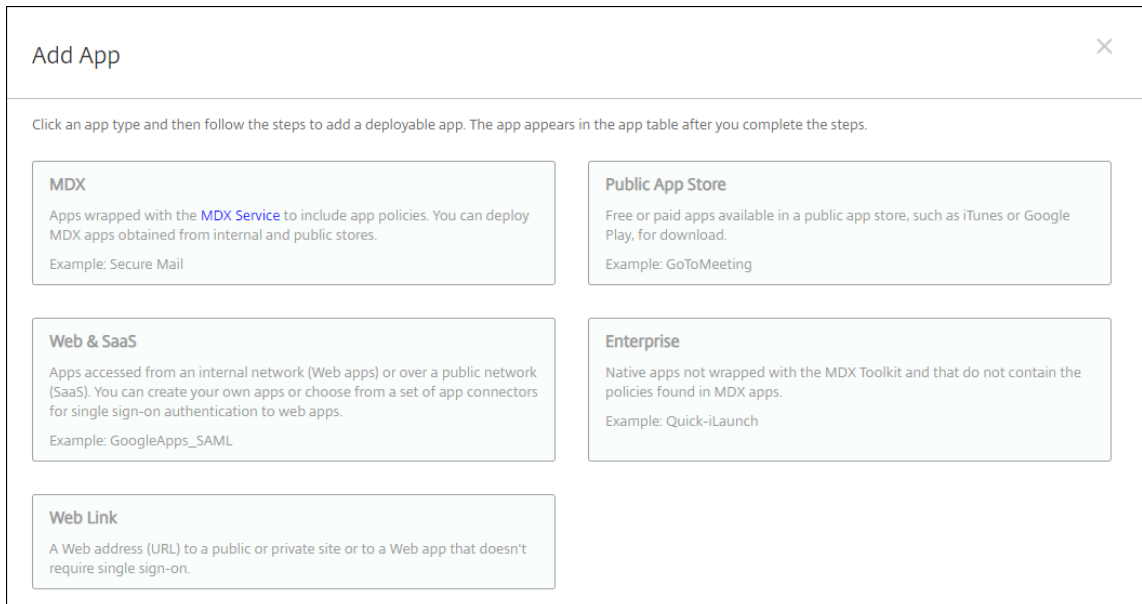 Add App
Click an app type and then follow the steps to add a deployable app. The app appears in the app table after you complete the steps.
MDX
Apps wrapped with the MDX Service to include app policies. You can deploy
MDX apps obtained from internal and public stores.
Example: Secure Mail
Public App Store
Free or paid apps available in a public app store, such as iTunes or Google
Play, for download.
Example: GoToMeeting
Web & SaaS
Apps accessed from an internal network (Web apps) or over a public network
(SaaS). You can create your own apps or choose from a set of app connectors
for single sign-on authentication to web apps.
Example: GoogleApps_SAML
Enterprise
Native apps not wrapped with the MDX Toolkit and that do not contain the
policies found in MDX apps.
Example: Quick-iLaunch
Web Link
A Web address (URL) to a public or private site or to a Web app that doesn't
require single sign-on.